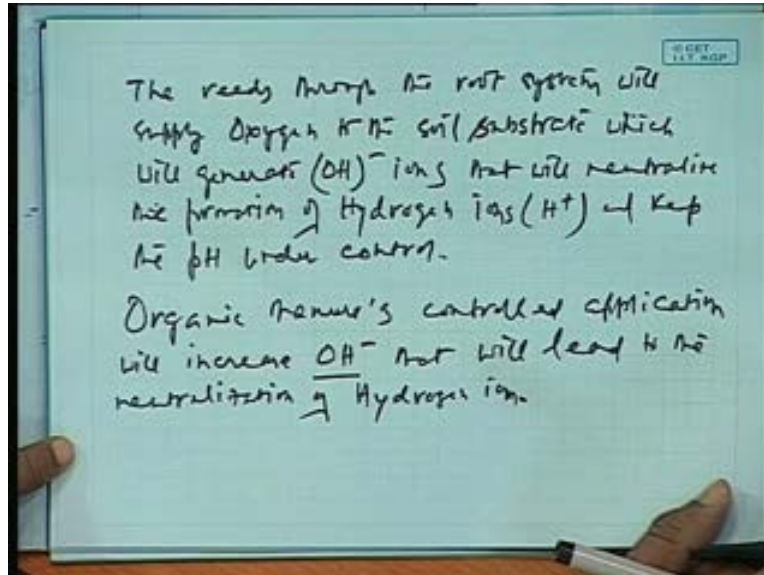 © CET
I.I.T. KGP
The reeds through the root system will
supply Oxygen to the soil substrate which
will generate (OH)⁻ ions that will neutralize
the formation of Hydrogen ions (H⁺) and keep
the pH under control.
Organic manure's controlled application
will increase OH⁻ that will lead to the
neutralization of Hydrogen ion.